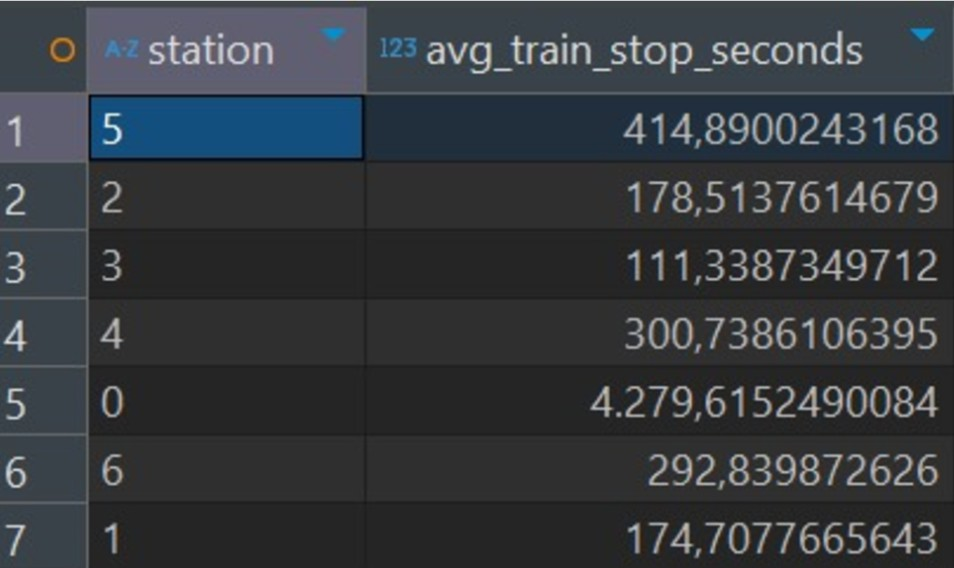 A-Z station 123 avg_train_stop_seconds
1 5 414,8900243168
2 2 178,5137614679
3 3 111,3387349712
4 4 300,7386106395
5 0 4.279,6152490084
6 6 292,839872626
7 1 174,7077665643